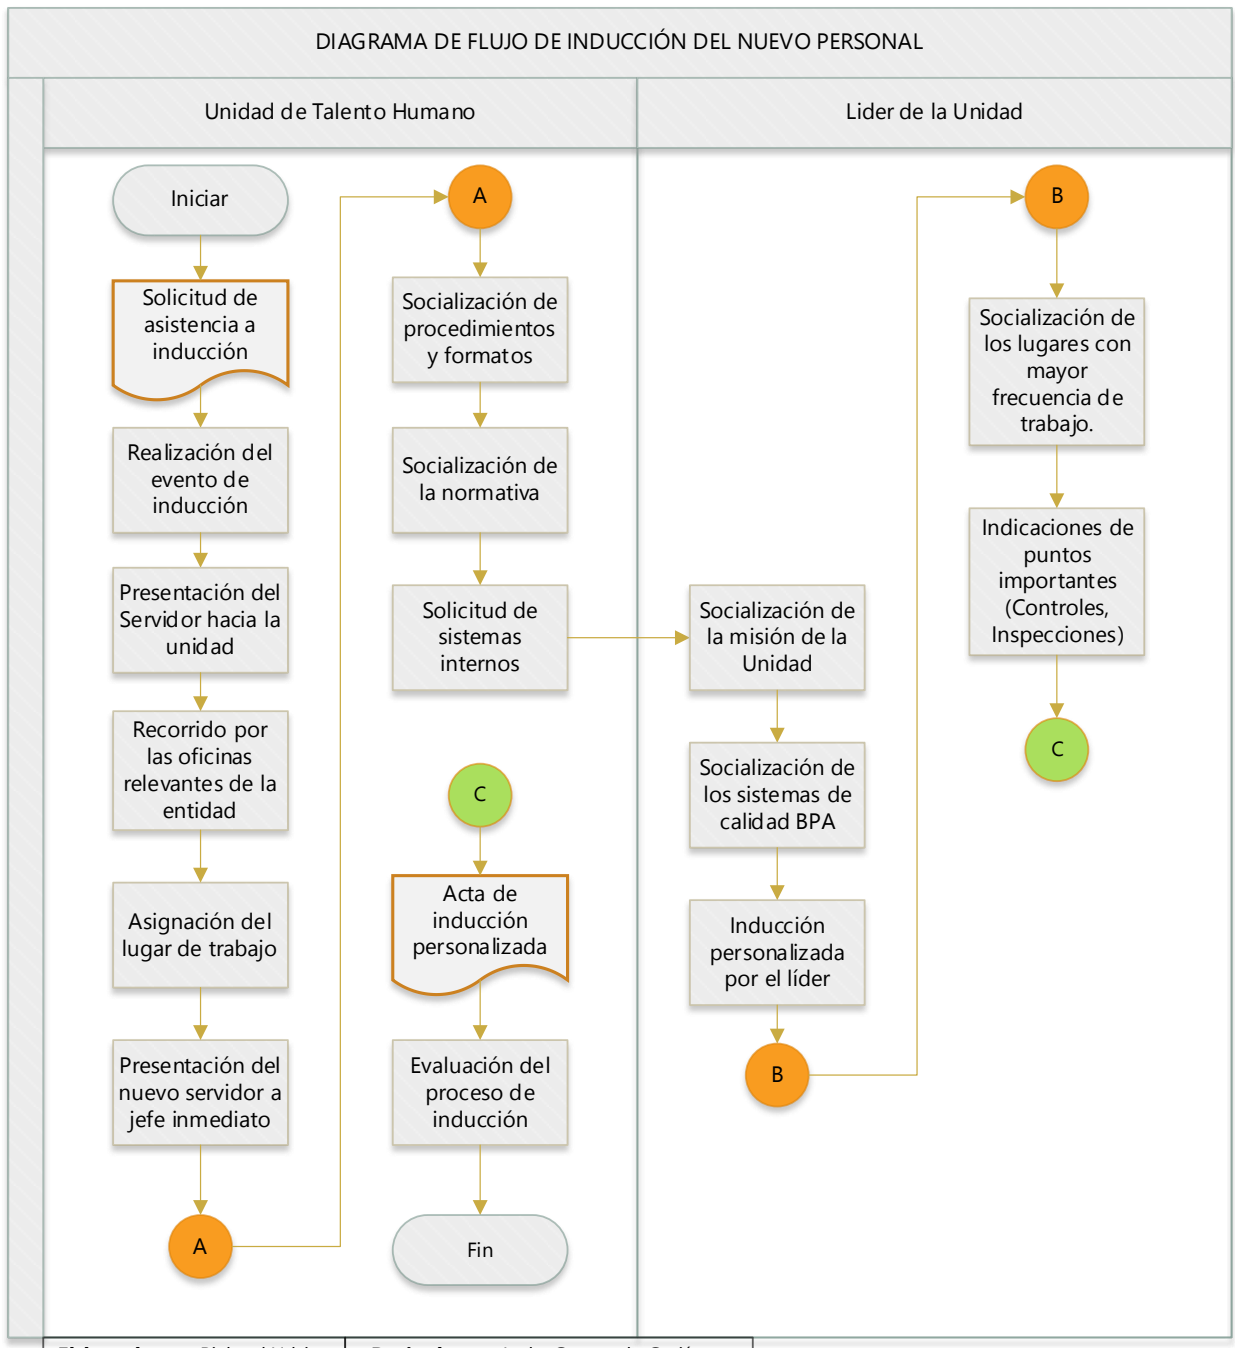 DIAGRAMA DE FLUJO DE INDUCCIÓN DEL NUEVO PERSONAL
Unidad de Talento Humano
Lider de la Unidad
Iniciar
Solicitud de
asistencia a
inducción
Realización del
evento de
inducción
Presentación del
Servidor hacia la
unidad
Recorrido por
las oficinas
relevantes de la
entidad
Asignación del
lugar de trabajo
Presentación del
nuevo servidor a
jefe inmediato
A
A
Socialización de
procedimientos
y formatos
Socialización de
la normativa
Solicitud de
sistemas
internos
Socialización de
la misión de la
Unidad
Socialización de
los sistemas de
calidad BPA
Inducción
personalizada
por el líder
B
B
Socialización de
los lugares con
mayor
frecuencia de
trabajo.
Indicaciones de
puntos
importantes
(Controles,
Inspecciones)
C
C
Acta de
inducción
personalizada
Evaluación del
proceso de
inducción
Fin